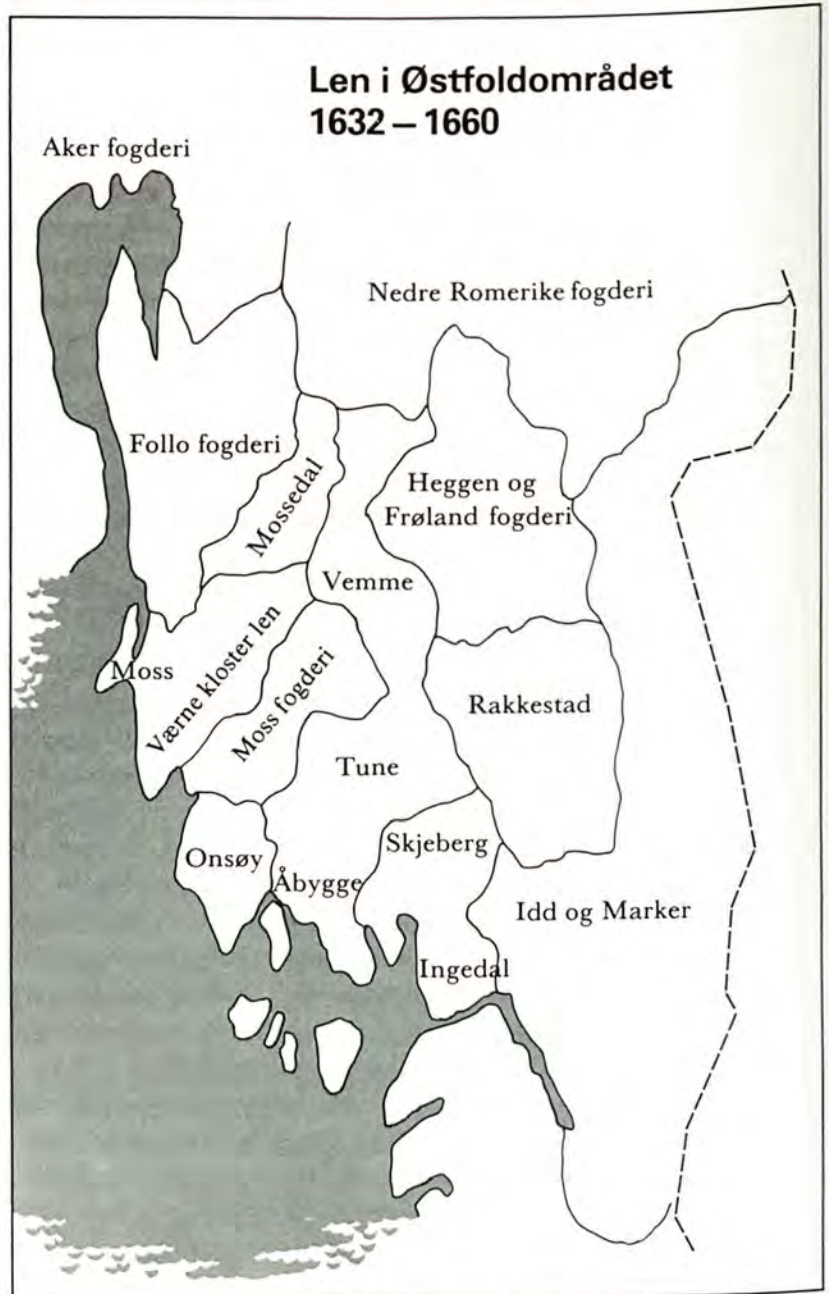 Len i Østfoldområdet
1632 – 1660
Aker fogderi
Nedre Romerike fogderi
Follo fogderi
Mossedal
Heggen og
Frøland fogderi
Vemme
Moss
Værne kloster len
Moss fogderi
Rakkestad
Tune
Onsøy
Åbygge
Skjeberg
Idd og Marker
Ingedal